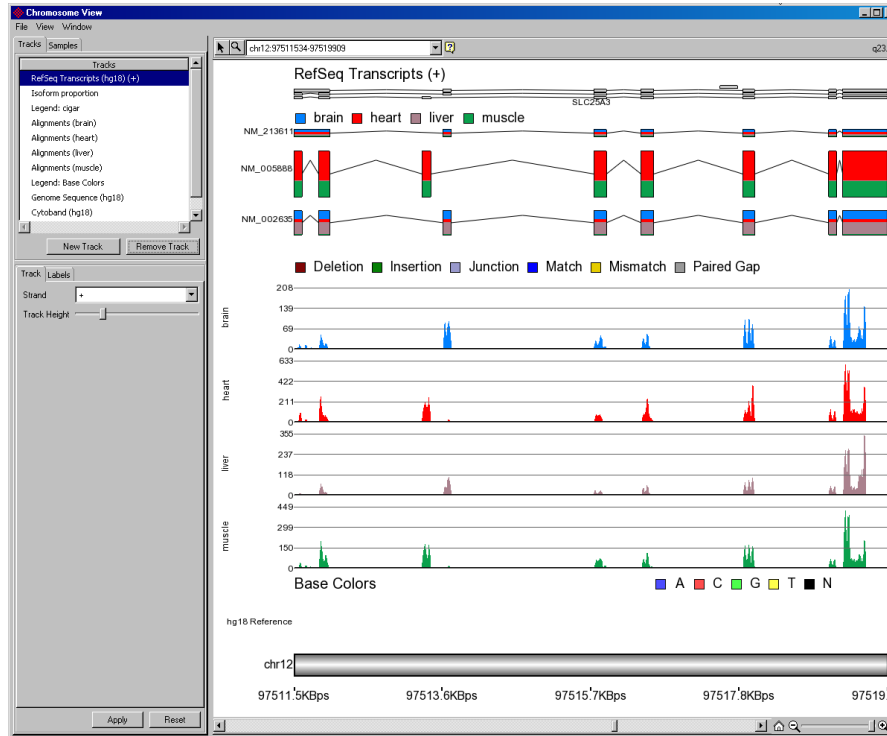 Chromosome View
File View Window
Tracks Samples
chr12:97511534-97519909
q23.
Tracks
RefSeq Transcripts (hg18) (+)
Isoform proportion
Legend: cigar
Alignments (brain)
Alignments (heart)
Alignments (liver)
Alignments (muscle)
Legend: Base Colors
Genome Sequence (hg18)
Cytoband (hg18)
New Track Remove Track
Track Labels
Strand +
Track Height
Apply Reset
RefSeq Transcripts (+)
SLC25A3
brain heart liver muscle
NM_213611
NM_005888
NM_002635
Deletion Insertion Junction Match Mismatch Paired Gap
208
139
69
0
brain
633
422
211
0
heart
355
237
118
0
liver
449
299
150
0
muscle
Base Colors A C G T N
hg18 Reference
chr12
97511.5KBps 97513.6KBps 97515.7KBps 97517.8KBps 97519.